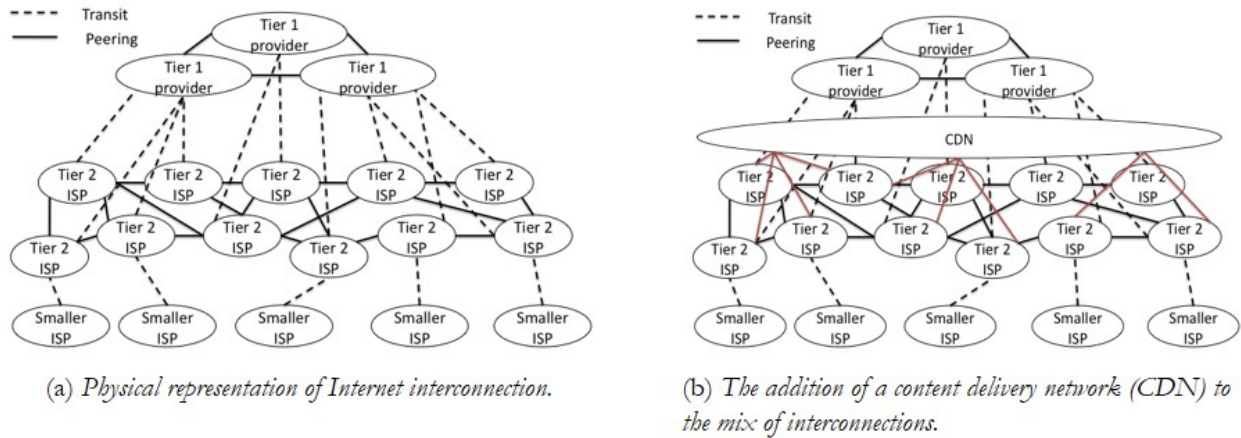 Transit
Peering
Tier 1
provider
Tier 1
provider
Tier 1
provider
Tier 2
ISP
Tier 2
ISP
Tier 2
ISP
Tier 2
ISP
Tier 2
ISP
Tier 2
ISP
Tier 2
ISP
Tier 2
ISP
Tier 2
ISP
Tier 2
ISP
Tier 2
ISP
Smaller
ISP
Smaller
ISP
Smaller
ISP
Smaller
ISP
Smaller
ISP
(a) Physical representation of Internet interconnection.
Transit
Peering
Tier 1
provider
Tier 1
provider
Tier 1
provider
CDN
Tier 2
ISP
Tier 2
ISP
Tier 2
ISP
Tier 2
ISP
Tier 2
ISP
Tier 2
ISP
Tier 2
ISP
Tier 2
ISP
Tier 2
ISP
Tier 2
ISP
Tier 2
ISP
Smaller
ISP
Smaller
ISP
Smaller
ISP
Smaller
ISP
Smaller
ISP
(b) The addition of a content delivery network (CDN) to
the mix of interconnections.